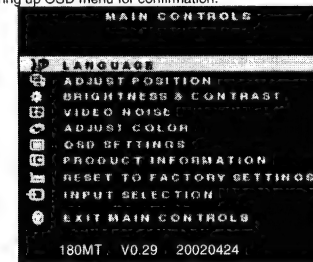 ing up OSD menu for confirmation.
MAIN CONTROLS
LANGUAGE
ADJUST POSITION
BRIGHTNESS & CONTRAST
VIDEO NOISE
ADJUST COLOR
OSD SETTINGS
PRODUCT INFORMATION
RESET TO FACTORY SETTINGS
INPUT SELECTION
EXIT MAIN CONTROLS
180MT V0.29 20020424